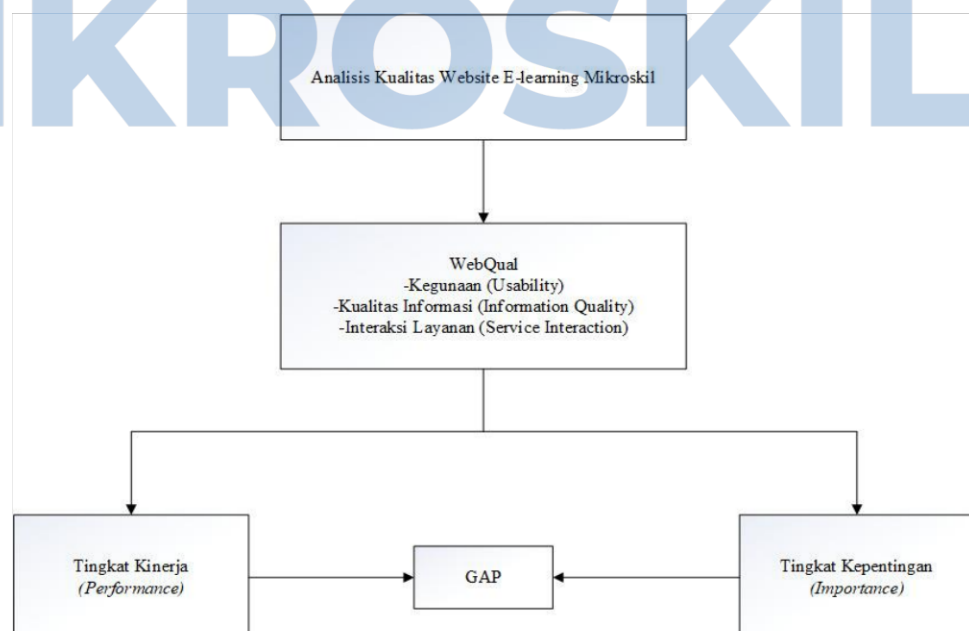 MIKROSKIL
Analisis Kualitas Website E-learning Mikroskil
WebQual
-Kegunaan (Usability)
-Kualitas Informasi (Information Quality)
-Interaksi Layanan (Service Interaction)
Tingkat Kinerja
(Performance)
GAP
Tingkat Kepentingan
(Importance)